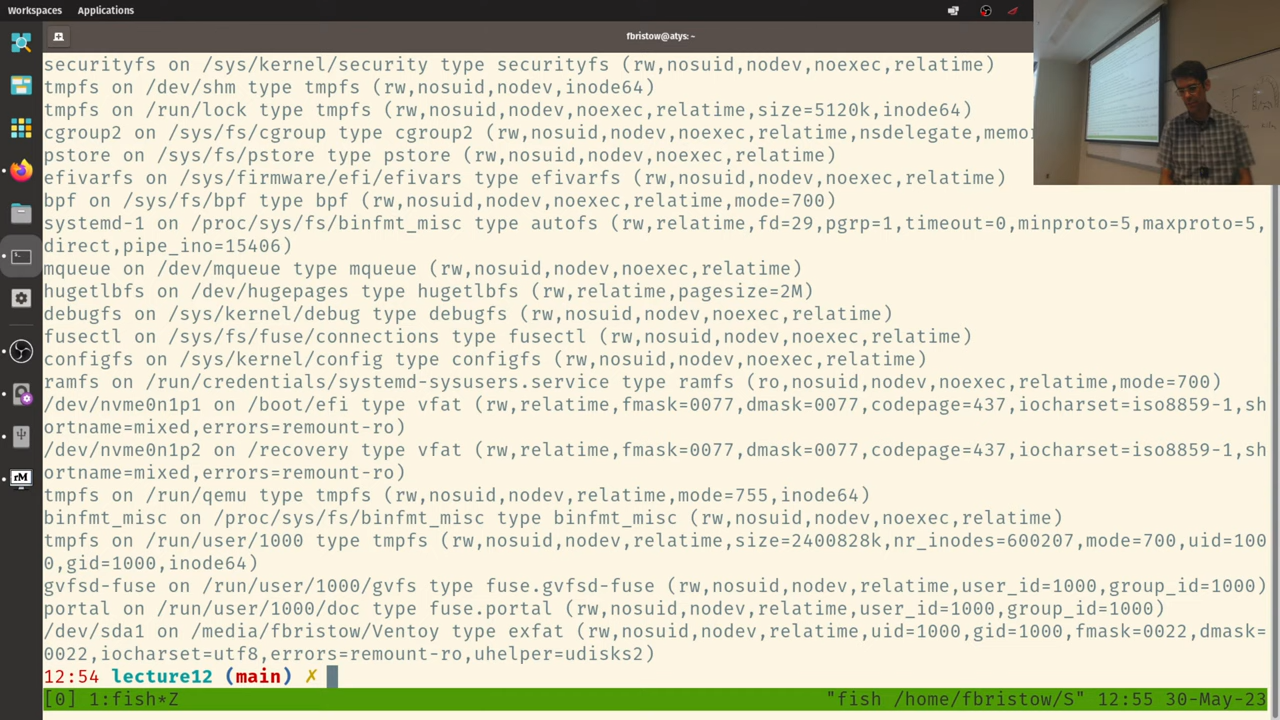 Workspaces Applications
fbristow@atys: ~
securityfs on /sys/kernel/security type securityfs (rw,nosuid,nodev,noexec,relatime)
tmpfs on /dev/shm type tmpfs (rw,nosuid,nodev,inode64)
tmpfs on /run/lock type tmpfs (rw,nosuid,nodev,noexec,relatime,size=5120k,inode64)
cgroup2 on /sys/fs/cgroup type cgroup2 (rw,nosuid,nodev,noexec,relatime,nsdelegate,memor
pstore on /sys/fs/pstore type pstore (rw,nosuid,nodev,noexec,relatime)
efivarfs on /sys/firmware/efi/efivars type efivarfs (rw,nosuid,nodev,noexec,relatime)
bpf on /sys/fs/bpf type bpf (rw,nosuid,nodev,noexec,relatime,mode=700)
systemd-1 on /proc/sys/fs/binfmt_misc type autofs (rw,relatime,fd=29,pgrp=1,timeout=0,minproto=5,maxproto=5,
direct,pipe_ino=15406)
mqueue on /dev/mqueue type mqueue (rw,nosuid,nodev,noexec,relatime)
hugetlbfs on /dev/hugepages type hugetlbfs (rw,relatime,pagesize=2M)
debugfs on /sys/kernel/debug type debugfs (rw,nosuid,nodev,noexec,relatime)
fusectl on /sys/fs/fuse/connections type fusectl (rw,nosuid,nodev,noexec,relatime)
configfs on /sys/kernel/config type configfs (rw,nosuid,nodev,noexec,relatime)
ramfs on /run/credentials/systemd-sysusers.service type ramfs (ro,nosuid,nodev,noexec,relatime,mode=700)
/dev/nvme0n1p1 on /boot/efi type vfat (rw,relatime,fmask=0077,dmask=0077,codepage=437,iocharset=iso8859-1,sh
ortname=mixed,errors=remount-ro)
/dev/nvme0n1p2 on /recovery type vfat (rw,relatime,fmask=0077,dmask=0077,codepage=437,iocharset=iso8859-1,sh
ortname=mixed,errors=remount-ro)
tmpfs on /run/qemu type tmpfs (rw,nosuid,nodev,relatime,mode=755,inode64)
binfmt_misc on /proc/sys/fs/binfmt_misc type binfmt_misc (rw,nosuid,nodev,noexec,relatime)
tmpfs on /run/user/1000 type tmpfs (rw,nosuid,nodev,relatime,size=2400828k,nr_inodes=600207,mode=700,uid=100
0,gid=1000,inode64)
gvfsd-fuse on /run/user/1000/gvfs type fuse.gvfsd-fuse (rw,nosuid,nodev,relatime,user_id=1000,group_id=1000)
portal on /run/user/1000/doc type fuse.portal (rw,nosuid,nodev,relatime,user_id=1000,group_id=1000)
/dev/sda1 on /media/fbristow/Ventoy type exfat (rw,nosuid,nodev,relatime,uid=1000,gid=1000,fmask=0022,dmask=
0022,iocharset=utf8,errors=remount-ro,uhelper=udisks2)
12:54 lecture12 (main) ✗
[0] 1:fish*Z "fish /home/fbristow/S" 12:55 30-May-23
rM